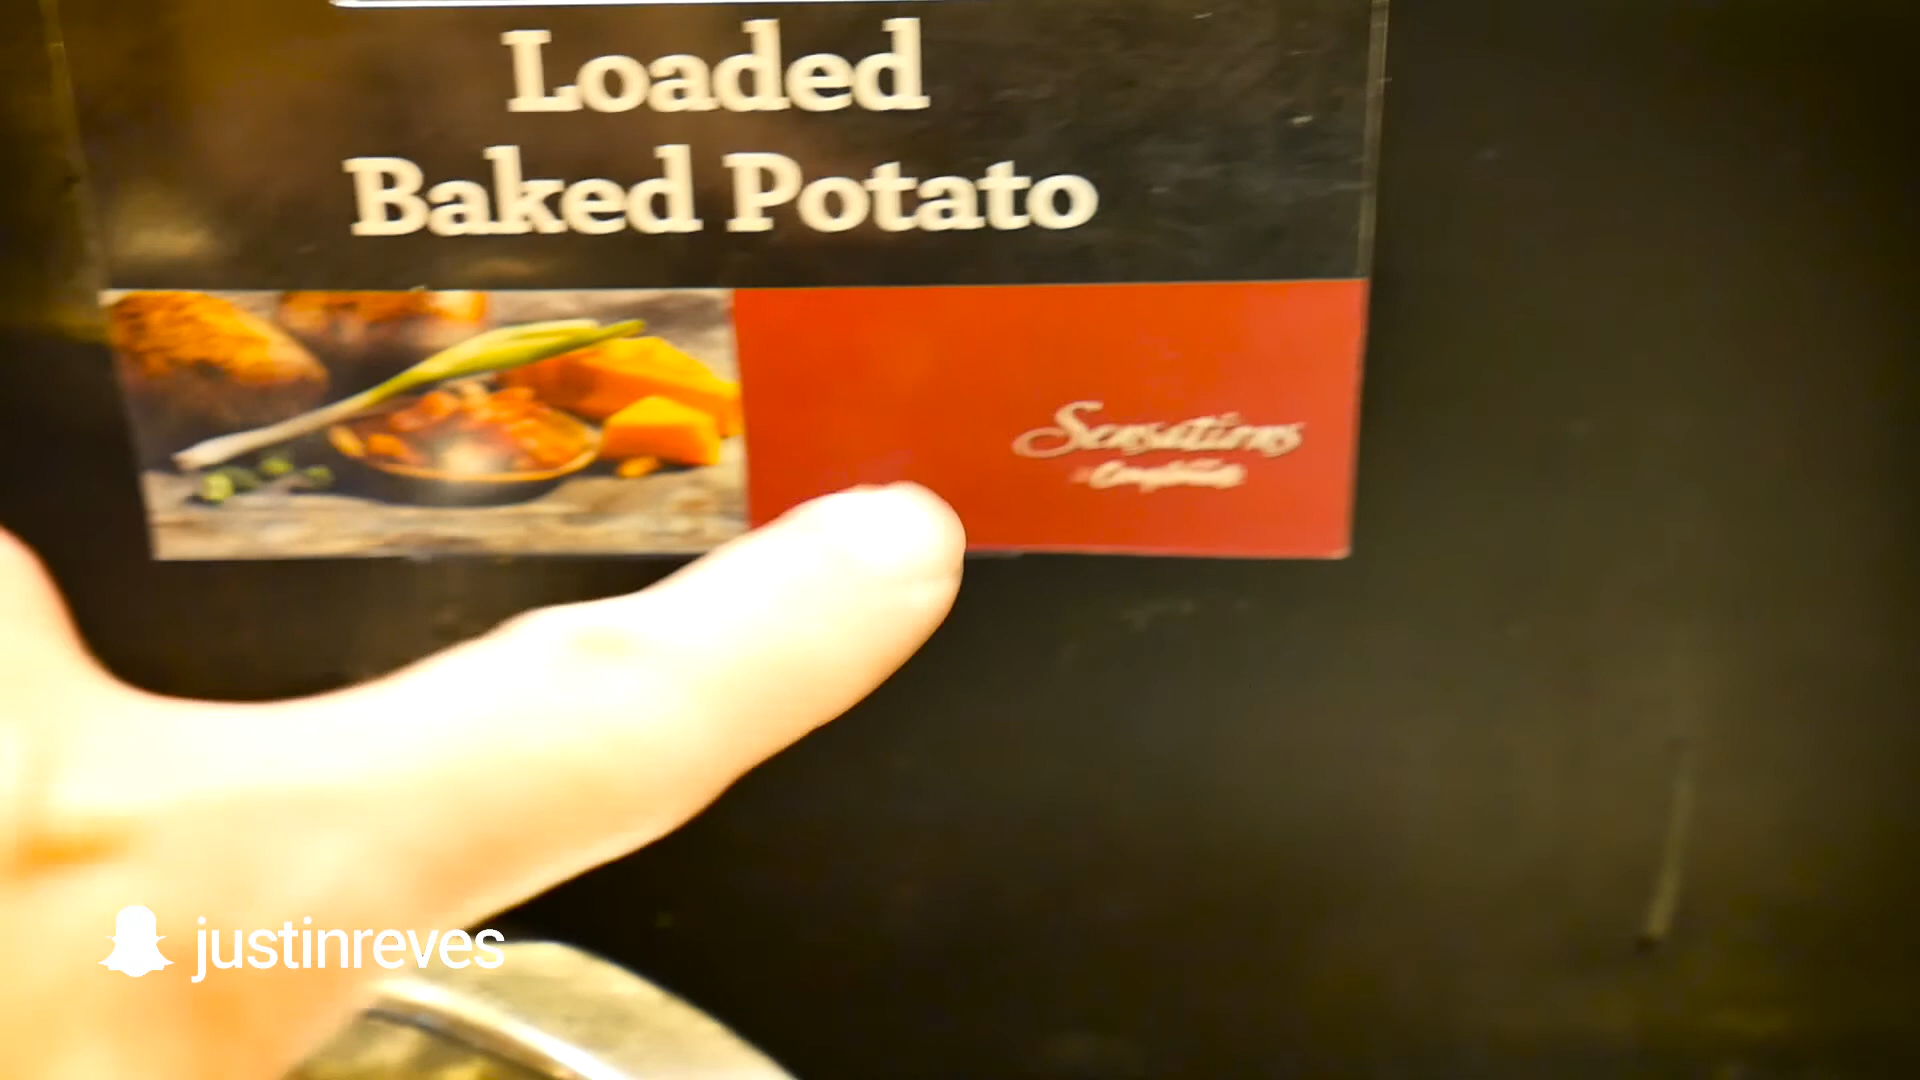 Loaded
Baked Potato
Sensations
justinreves